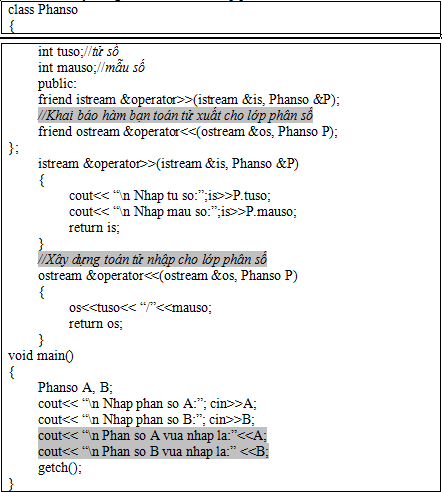 class Phanso
{
int tuso;//tử số
int mauso;//mẫu số
public:
friend istream &operator>>(istream &is, Phanso &P);
//Khai báo hàm bạn toán tử xuất cho lớp phân số
friend ostream &operator<<(ostream &os, Phanso P);
};
istream &operator>>(istream &is, Phanso &P)
{
cout<< “\n Nhap tu so:”;is>>P.tuso;
cout<< “\n Nhap mau so:”;is>>P.mauso;
return is;
}
//Xây dựng toán tử nhập cho lớp phân số
ostream &operator<<(ostream &os, Phanso P)
{
os<<tuso<< “/”<<mauso;
return os;
}
void main()
{
Phanso A, B;
cout<< “\n Nhap phan so A:”; cin>>A;
cout<< “\n Nhap phan so B:”; cin>>B;
cout<< “\n Phan so A vua nhap la:”<<A;
cout<< “\n Phan so B vua nhap la:” <<B;
getch();
}